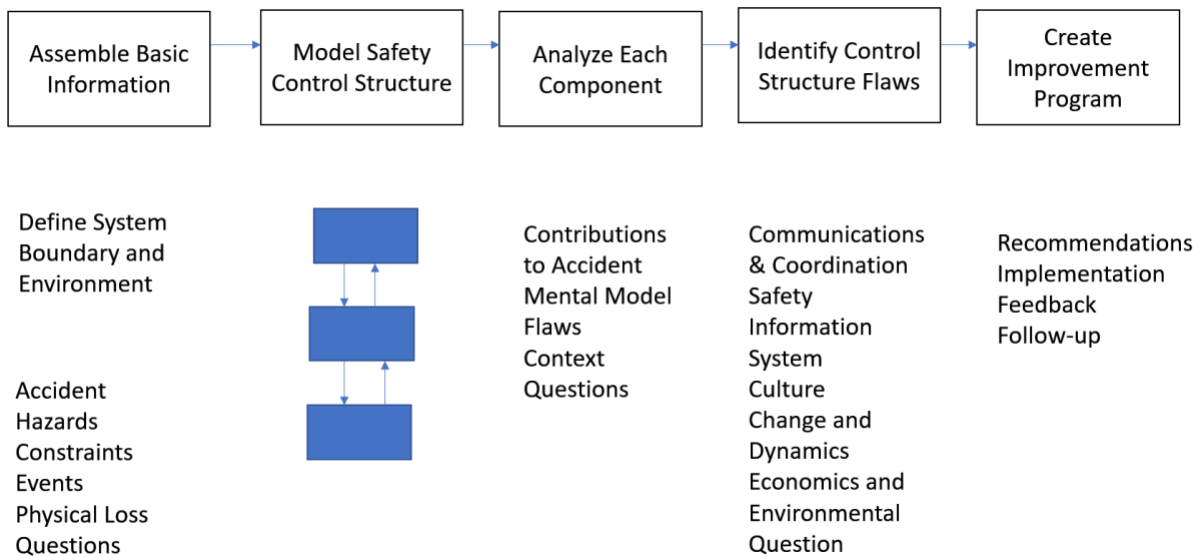 Assemble Basic
Information
Model Safety
Control Structure
Analyze Each
Component
Identify Control
Structure Flaws
Create
Improvement
Program
Define System
Boundary and
Environment
Accident
Hazards
Constraints
Events
Physical Loss
Questions
Contributions
to Accident
Mental Model
Flaws
Context
Questions
Communications
& Coordination
Safety
Information
System
Culture
Change and
Dynamics
Economics and
Environmental
Question
Recommendations
Implementation
Feedback
Follow-up